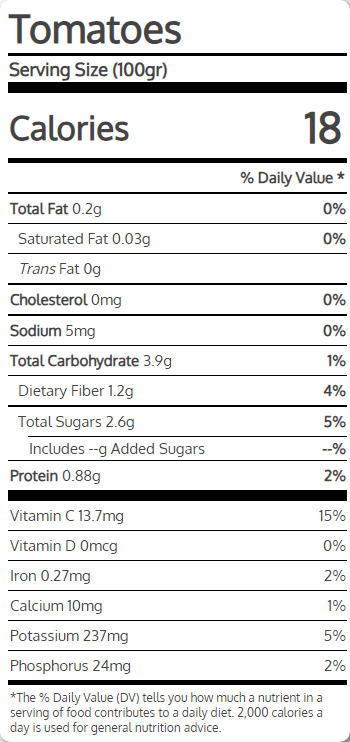 Tomatoes
Serving Size (100gr)
Calories 18
% Daily Value *
Total Fat 0.2g 0%
Saturated Fat 0.03g 0%
Trans Fat 0g
Cholesterol 0mg 0%
Sodium 5mg 0%
Total Carbohydrate 3.9g 1%
Dietary Fiber 1.2g 4%
Total Sugars 2.6g 5%
Includes --g Added Sugars --%
Protein 0.88g 2%
Vitamin C 13.7mg 15%
Vitamin D 0mcg 0%
Iron 0.27mg 2%
Calcium 10mg 1%
Potassium 237mg 5%
Phosphorus 24mg 2%
*The % Daily Value (DV) tells you how much a nutrient in a
serving of food contributes to a daily diet. 2,000 calories a
day is used for general nutrition advice.